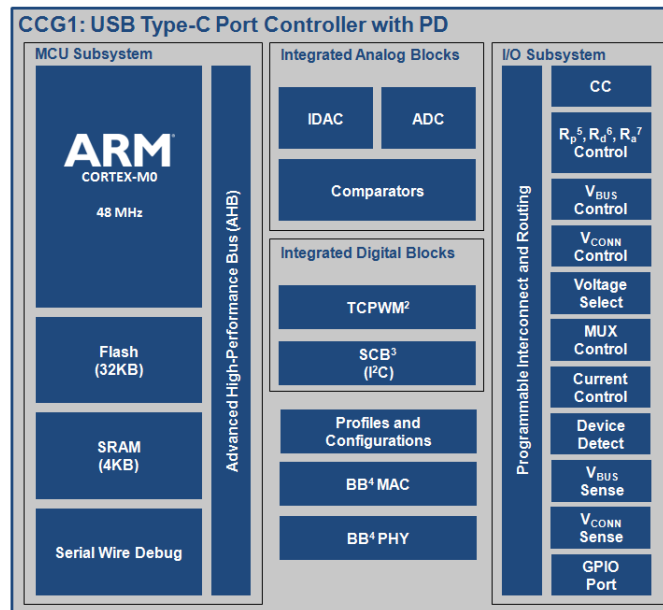 CCG1: USB Type-C Port Controller with PD
MCU Subsystem
ARM®
CORTEX-M0
48 MHz
Flash
(32KB)
SRAM
(4KB)
Serial Wire Debug
Advanced High-Performance Bus (AHB)
Integrated Analog Blocks
IDAC
ADC
Comparators
Integrated Digital Blocks
TCPWM²
SCB³
(I²C)
Profiles and
Configurations
BB⁴ MAC
BB⁴ PHY
I/O Subsystem
Programmable Interconnect and Routing
CC
Rp⁵, Rd⁶, Ra⁷
Control
VBUS
Control
VCONN
Control
Voltage
Select
MUX
Control
Current
Control
Device
Detect
VBUS
Sense
VCONN
Sense
GPIO
Port